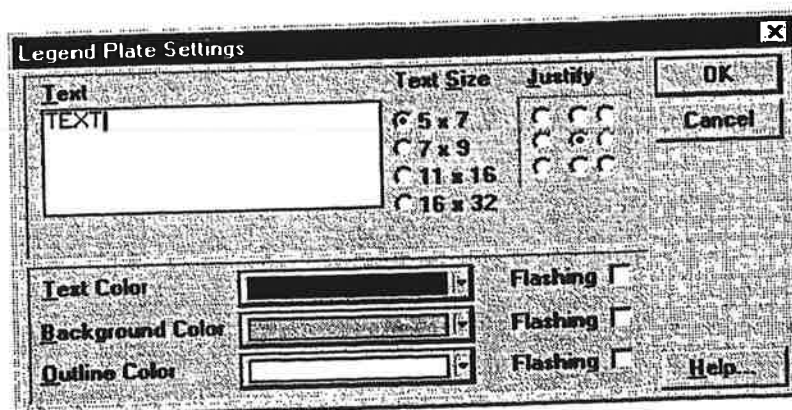 Legend Plate Settings
Text
TEXT
Text Size
5 x 7
7 x 9
11 x 16
16 x 32
Justify
OK
Cancel
Text Color
Flashing
Background Color
Flashing
Outline Color
Flashing
Help...